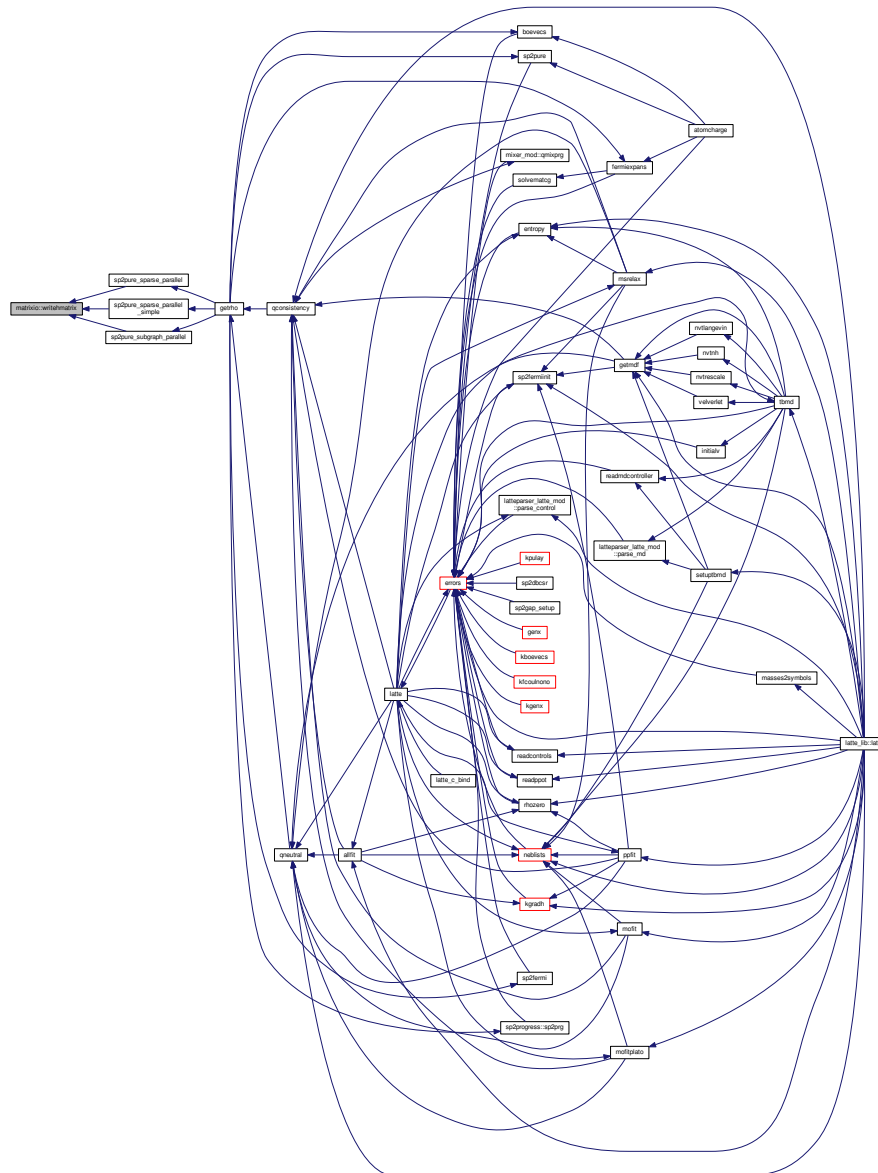 boevecs
sp2pure
atomcharge
mixer_mod::qmixprg
fermiexpans
solvematcg
entropy
msrelax
sp2pure_sparse_parallel
matrixio::writehmatrix
sp2pure_sparse_parallel
_simple
getrho
qconsistency
sp2pure_subgraph_parallel
nvtlangevin
nvtnh
getmdf
sp2fermiinit
nvtrescale
velverlet
tbmd
initialv
readmdcontroller
latteparser_latte_mod
::parse_control
latteparser_latte_mod
::parse_md
kpulay
errors
sp2dbcsr
setuptbmd
sp2gap_setup
genx
kboevecs
kfcoulnono
masses2symbols
latte
kgenx
latte_lib::lat
readcontrols
latte_c_bind
readppot
rhozero
qneutral
allfit
neblists
ppfit
kgradh
mofit
sp2fermi
sp2progress::sp2prg
mofitplato